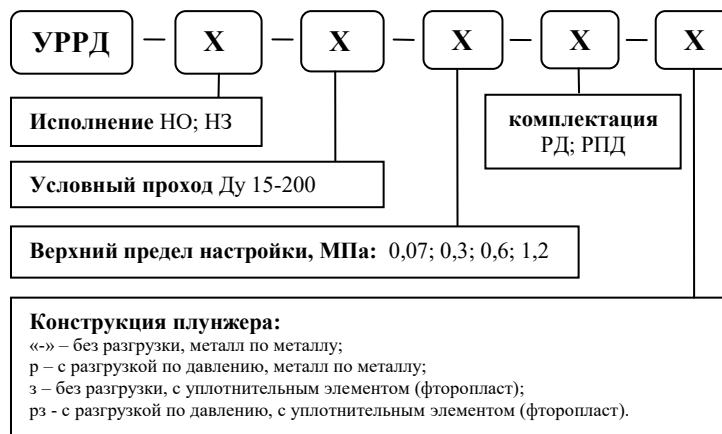 УРРД – Х – Х – Х – Х – Х
Исполнение НО; НЗ
комплектация
РД; РПД
Условный проход Ду 15-200
Верхний предел настройки, МПа: 0,07; 0,3; 0,6; 1,2
Конструкция плунжера:
«-» – без разгрузки, металл по металлу;
р – с разгрузкой по давлению, металл по металлу;
з – без разгрузки, с уплотнительным элементом (фторопласт);
рз - с разгрузкой по давлению, с уплотнительным элементом (фторопласт).